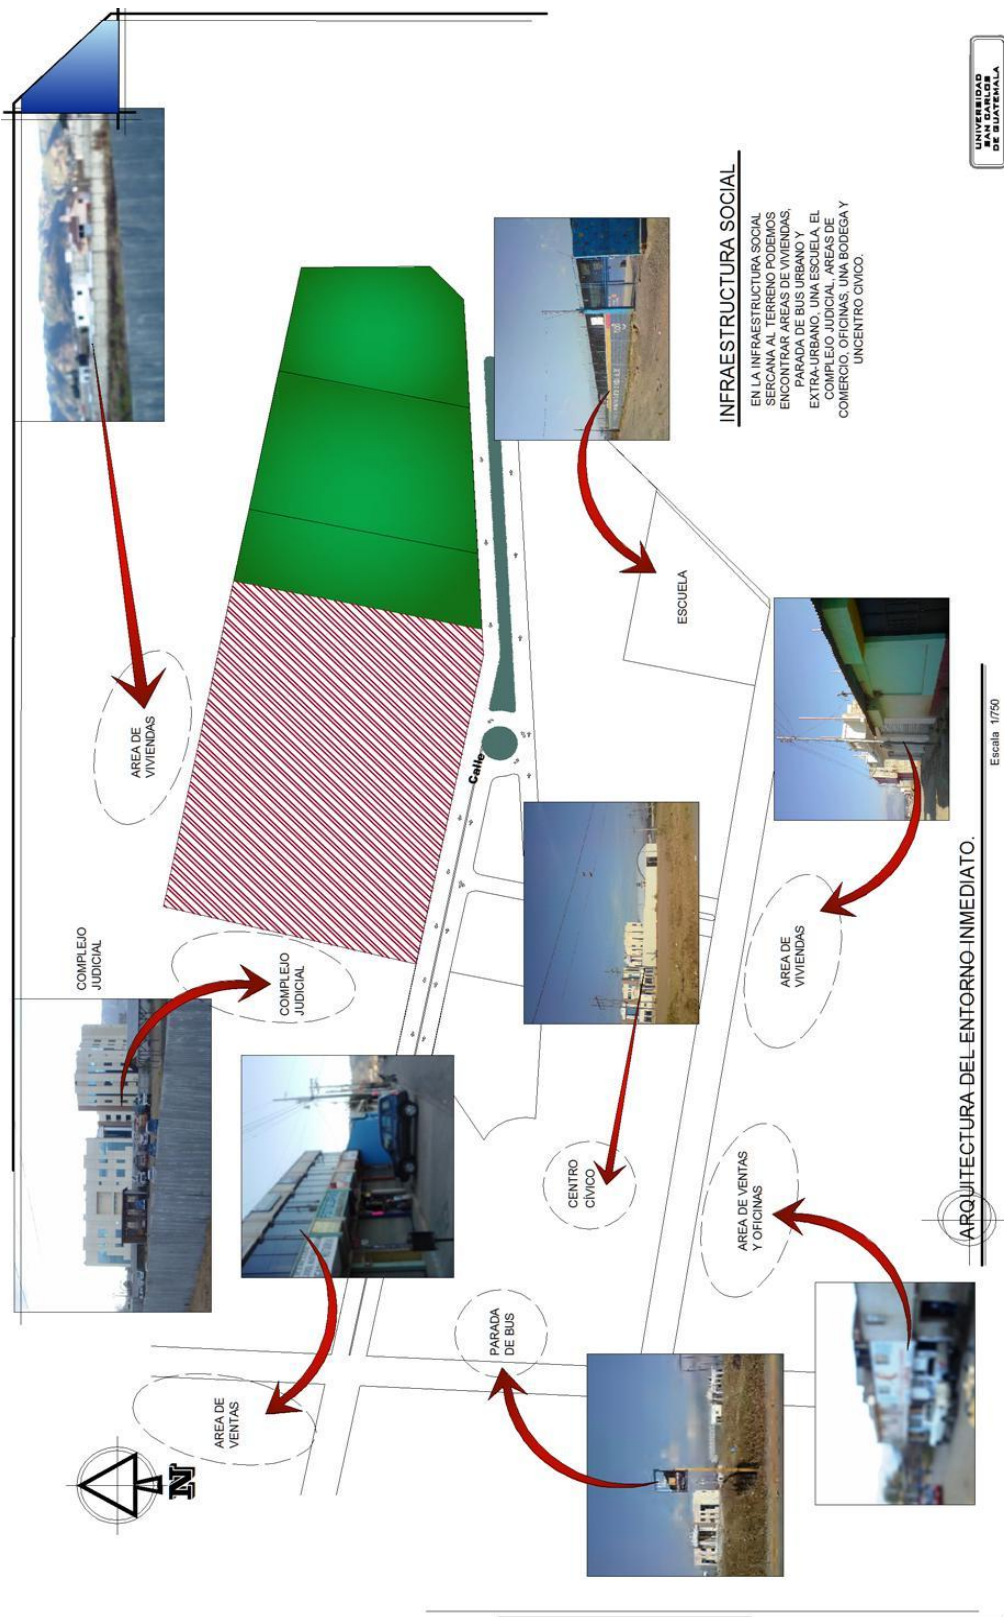 COMPLEJO
JUDICIAL
AREA DE
VIVIENDAS
COMPLEJO
JUDICIAL
AREA DE
VENTAS
N
Calle
PARADA
DE BUS
CENTRO
CÍVICO
ESCUELA
AREA DE VENTAS
Y OFICINAS
AREA DE
VIVIENDAS
INFRAESTRUCTURA SOCIAL
EN LA INFRAESTRUCTURA SOCIAL
SERCANA AL TERRENO PODEMOS
ENCONTRAR AREAS DE VIVIENDAS,
PARADA DE BUS URBANO Y
EXTRA-URBANO, UNA ESCUELA, EL
COMPLEJO JUDICIAL, AREAS DE
COMERCIO, OFICINAS, UNA BODEGA Y
UNCENTRO CIVICO.
ARQUITECTURA DEL ENTORNO INMEDIATO.
Escala 1/750
UNIVERSIDAD
SAN CARLOS
DE GUATEMALA